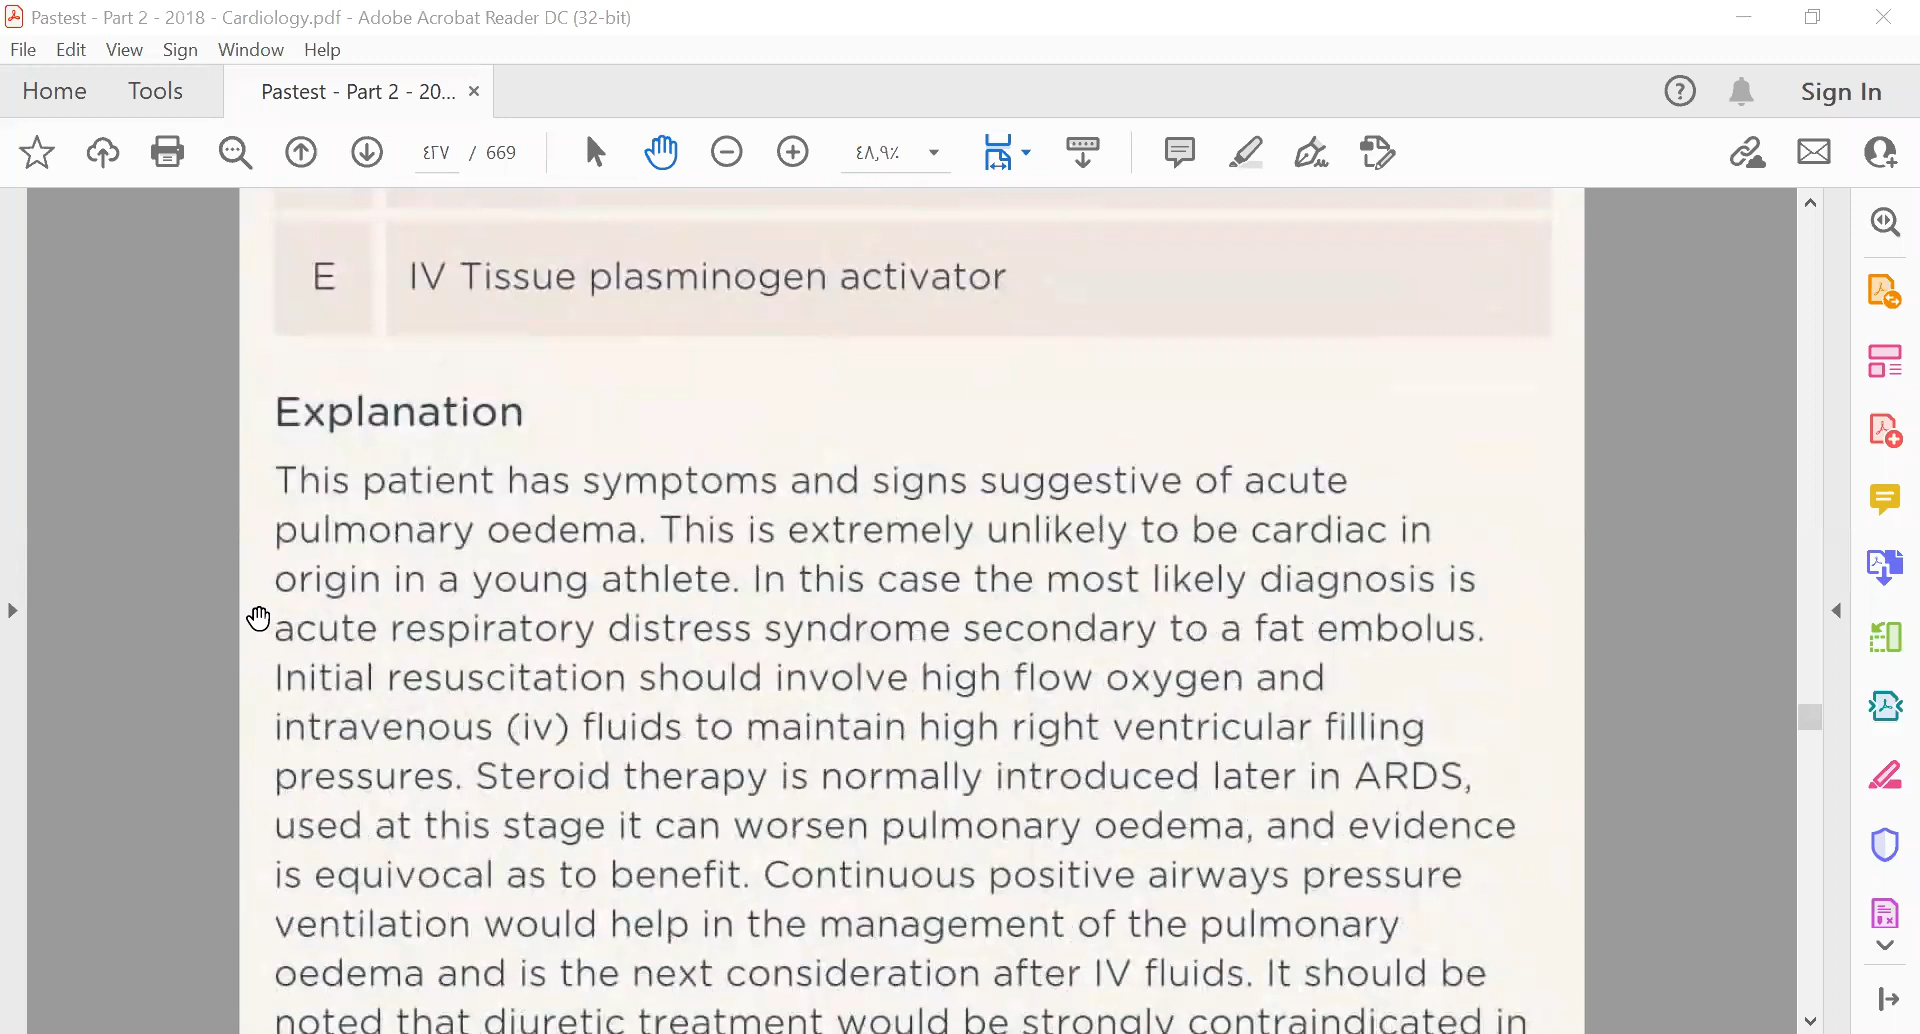 Pastest - Part 2 - 2018 - Cardiology.pdf - Adobe Acrobat Reader DC (32-bit)
File Edit View Sign Window Help
Home Tools Pastest - Part 2 - 20... × Sign In
٤٣٧ / 669 ٤٨,٩٪
E IV Tissue plasminogen activator
Explanation
This patient has symptoms and signs suggestive of acute
pulmonary oedema. This is extremely unlikely to be cardiac in
origin in a young athlete. In this case the most likely diagnosis is
acute respiratory distress syndrome secondary to a fat embolus.
Initial resuscitation should involve high flow oxygen and
intravenous (iv) fluids to maintain high right ventricular filling
pressures. Steroid therapy is normally introduced later in ARDS,
used at this stage it can worsen pulmonary oedema, and evidence
is equivocal as to benefit. Continuous positive airways pressure
ventilation would help in the management of the pulmonary
oedema and is the next consideration after IV fluids. It should be
noted that diuretic treatment would be strongly contraindicated in